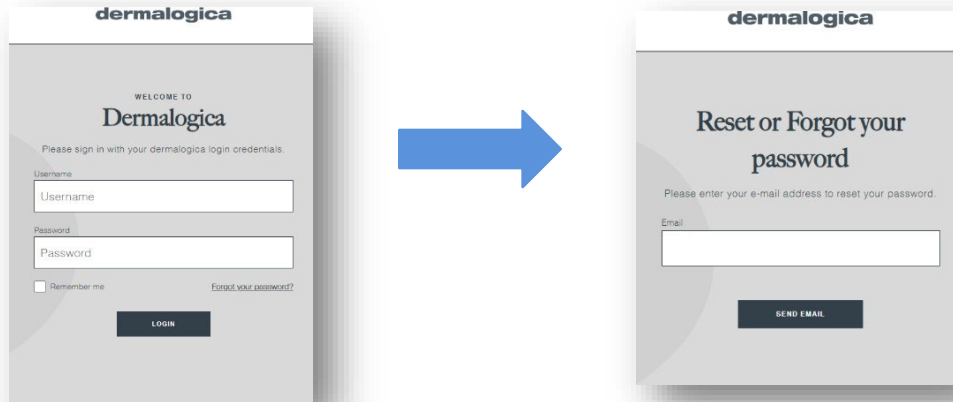 dermalogica
WELCOME TO
Dermalogica
Please sign in with your dermalogica login credentials.
Username
Username
Password
Password
Remember me
Forgot your password?
LOGIN
dermalogica
Reset or Forgot your
password
Please enter your e-mail address to reset your password.
Email
SEND EMAIL